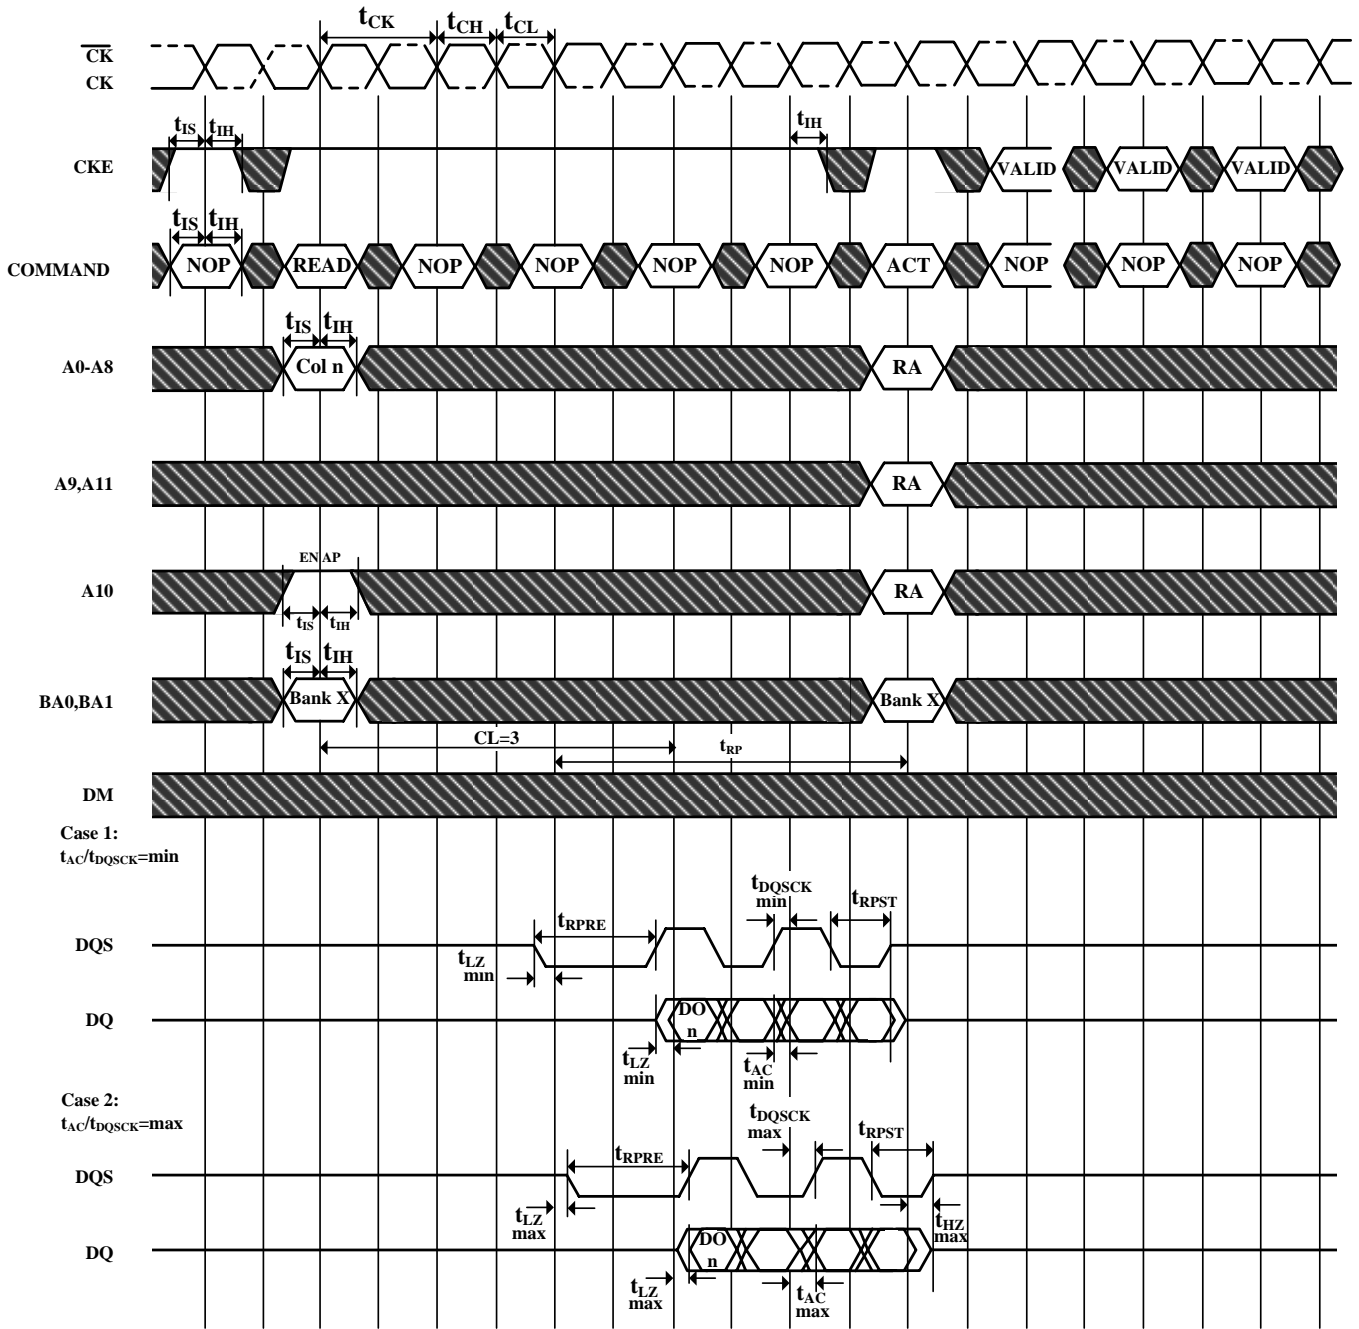 tCK tCH tCL
CK
CK
tIS tIH tIH
CKE VALID VALID VALID
tIS tIH
COMMAND NOP READ NOP NOP NOP NOP ACT NOP NOP NOP
tIS tIH
A0-A8 Col n RA
A9,A11 RA
EN AP
A10 RA
tIS tIH
tIS tIH
BA0,BA1 Bank X Bank X
CL=3
tRP
DM
Case 1:
tAC/tDQSCK=min
tDQSCK
min
tRPST
tRPRE
DQS
tLZ
min
DQ DO
n
tLZ
min
tAC
min
Case 2:
tAC/tDQSCK=max
tDQSCK
max
tRPST
tRPRE
DQS
tLZ
max
tHZ
max
DQ DO
n
tLZ
max
tAC
max